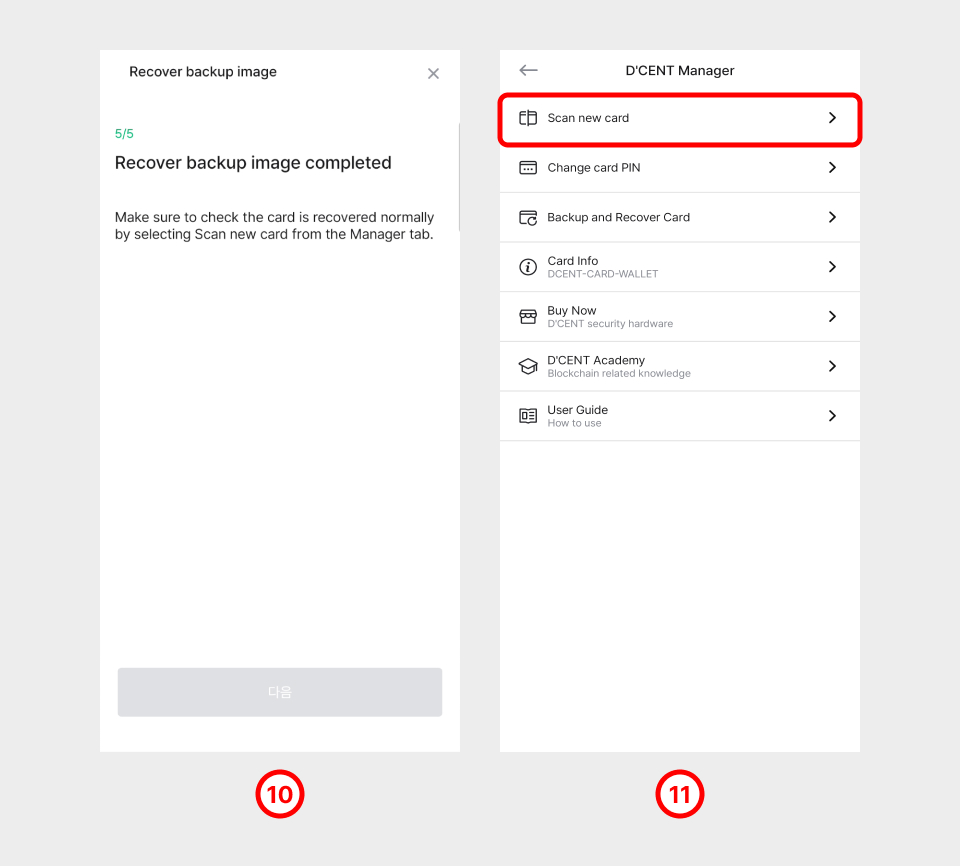 Recover backup image
5/5
Recover backup image completed
Make sure to check the card is recovered normally
by selecting Scan new card from the Manager tab.
다음
10
D'CENT Manager
Scan new card
Change card PIN
Backup and Recover Card
Card Info
DCENT-CARD-WALLET
Buy Now
D'CENT security hardware
D'CENT Academy
Blockchain related knowledge
User Guide
How to use
11